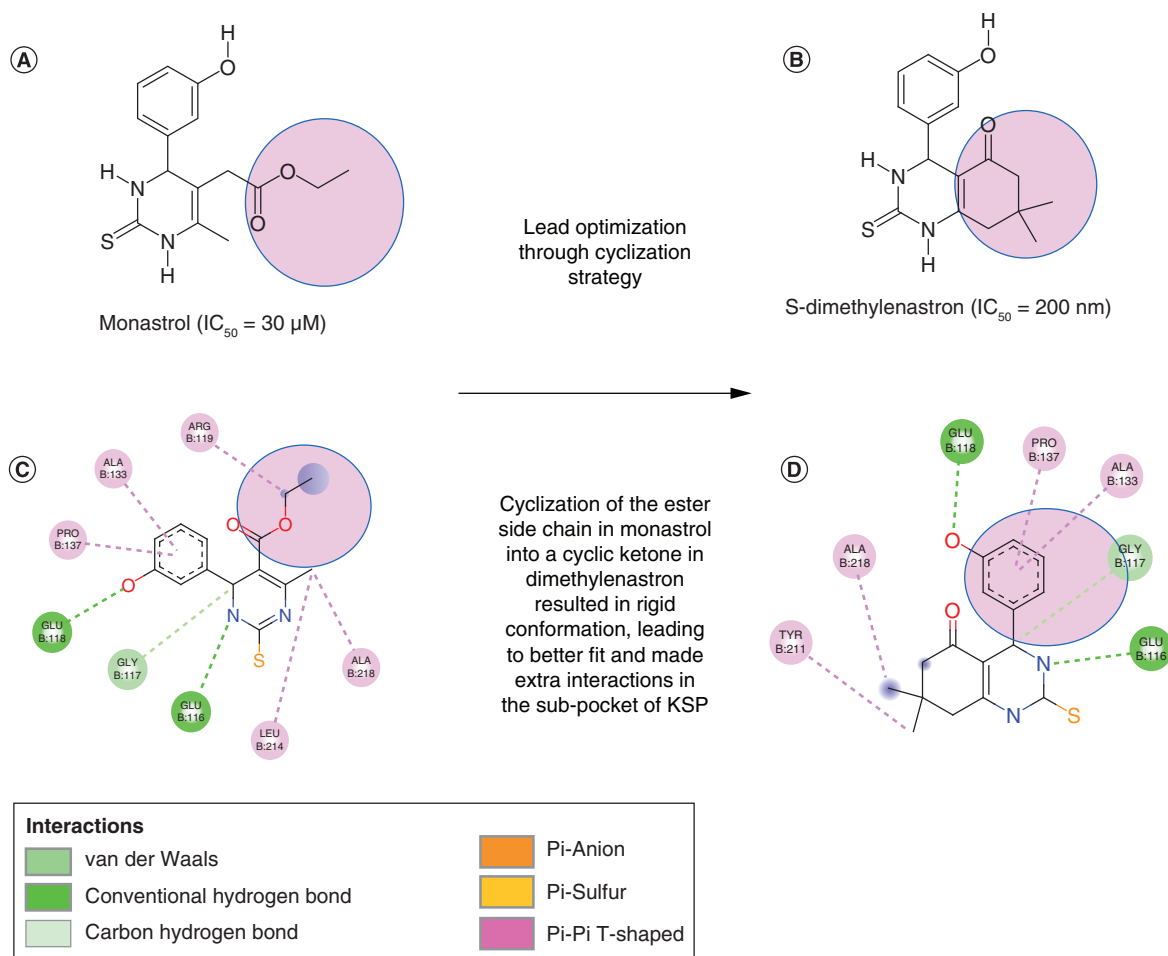 A
H
O
O
O
H
N
S
N
H
Monastrol (IC50 = 30 µM)
Lead optimization
through cyclization
strategy
B
H
O
O
H
N
S
N
H
S-dimethylenastron (IC50 = 200 nm)
C
ARG
B:119
ALA
B:133
PRO
B:137
GLU
B:118
GLY
B:117
GLU
B:116
LEU
B:214
ALA
B:218
O
O
O
N
N
S
Cyclization of the ester
side chain in monastrol
into a cyclic ketone in
dimethylenastron
resulted in rigid
conformation, leading
to better fit and made
extra interactions in
the sub-pocket of KSP
D
GLU
B:118
PRO
B:137
ALA
B:133
GLY
B:117
GLU
B:116
ALA
B:218
TYR
B:211
O
O
N
N
S
Interactions
van der Waals
Conventional hydrogen bond
Carbon hydrogen bond
Pi-Anion
Pi-Sulfur
Pi-Pi T-shaped